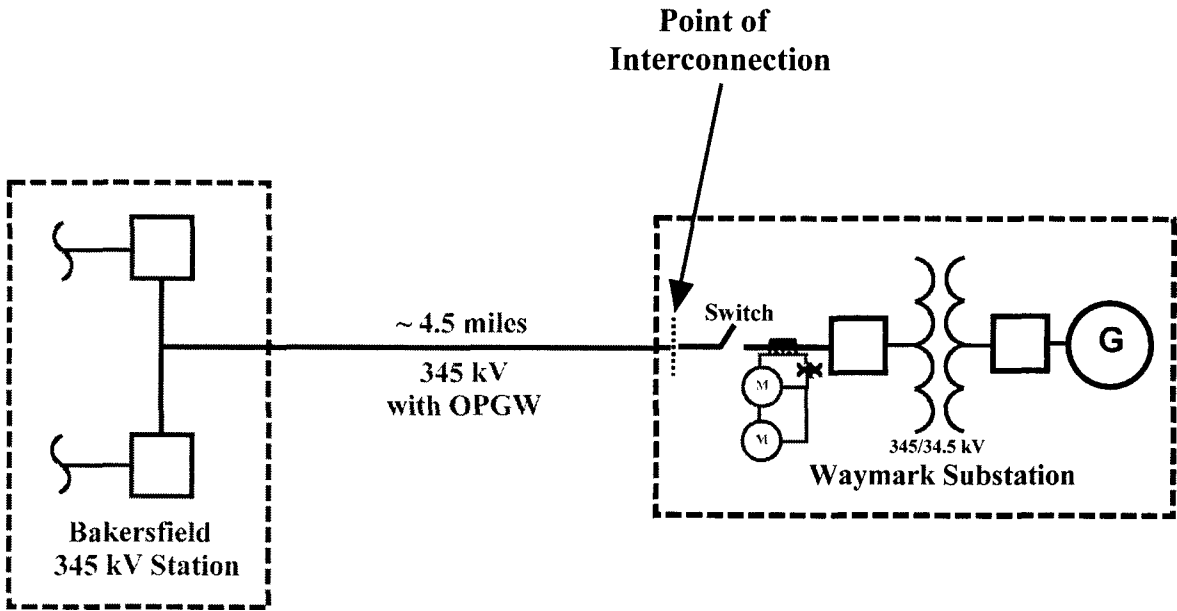 Point of
Interconnection
Switch
~ 4.5 miles
345 kV
with OPGW
G
M
M
345/34.5 kV
Waymark Substation
Bakersfield
345 kV Station